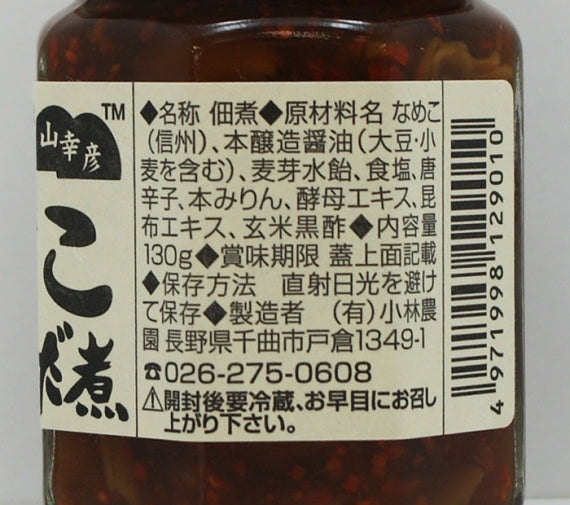 山幸彦
TM
こ
だ煮
◆名称 佃煮◆原材料名 なめこ
(信州)、本醸造醤油(大豆・小
麦を含む)、麦芽水飴、食塩、唐
辛子、本みりん、酵母エキス、昆
布エキス、玄米黒酢◆内容量
130g◆賞味期限 蓋上面記載
◆保存方法 直射日光を避け
て保存◆製造者 (有)小林農
園 長野県千曲市戸倉1349-1
☎026-275-0608
⚠開封後要冷蔵、お早目にお召し
上がり下さい。
4 971998 129010